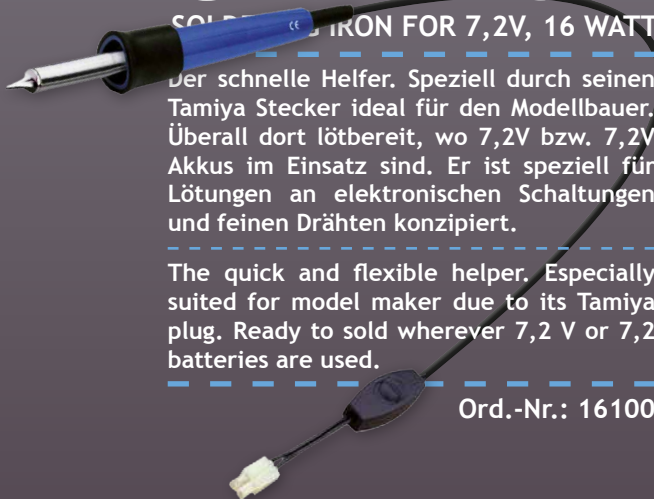 IRON FOR 7,2V, 16 WATT
Der schnelle Helfer. Speziell durch seinen
Tamiya Stecker ideal für den Modellbauer.
Überall dort lötbereit, wo 7,2V bzw. 7,2V
Akkus im Einsatz sind. Er ist speziell für
Lötungen an elektronischen Schaltungen
und feinen Drähten konzipiert.
The quick and flexible helper. Especially
suited for model maker due to its Tamiya
plug. Ready to sold wherever 7,2 V or 7,2
batteries are used.
Ord.-Nr.: 16100
CE